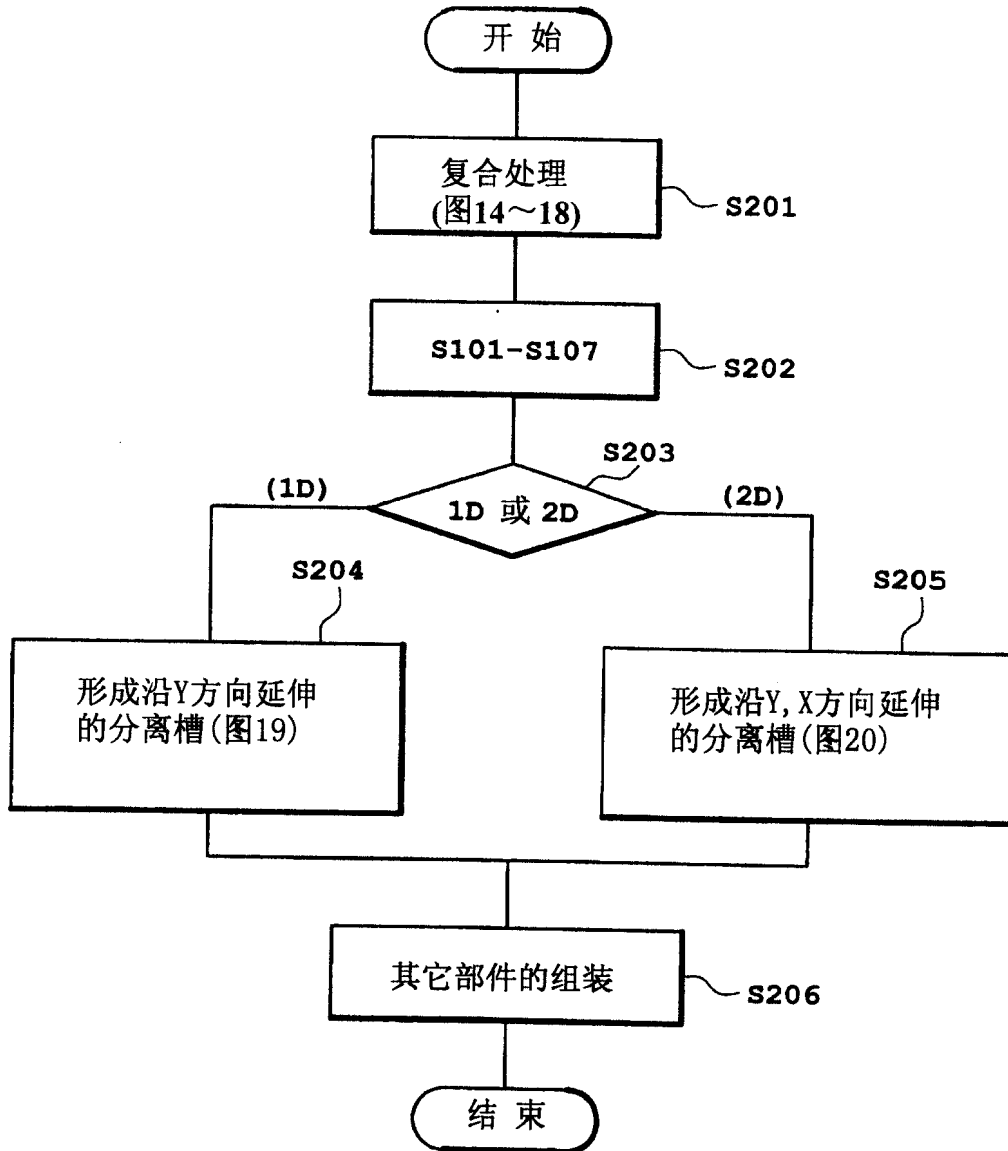 开 始
复合处理
(图14～18)
S201
S101-S107
S202
S203
(1D)
1D 或 2D
(2D)
S204
S205
形成沿Y方向延伸
的分离槽(图19)
形成沿Y,X方向延伸
的分离槽(图20)
其它部件的组装
S206
结 束